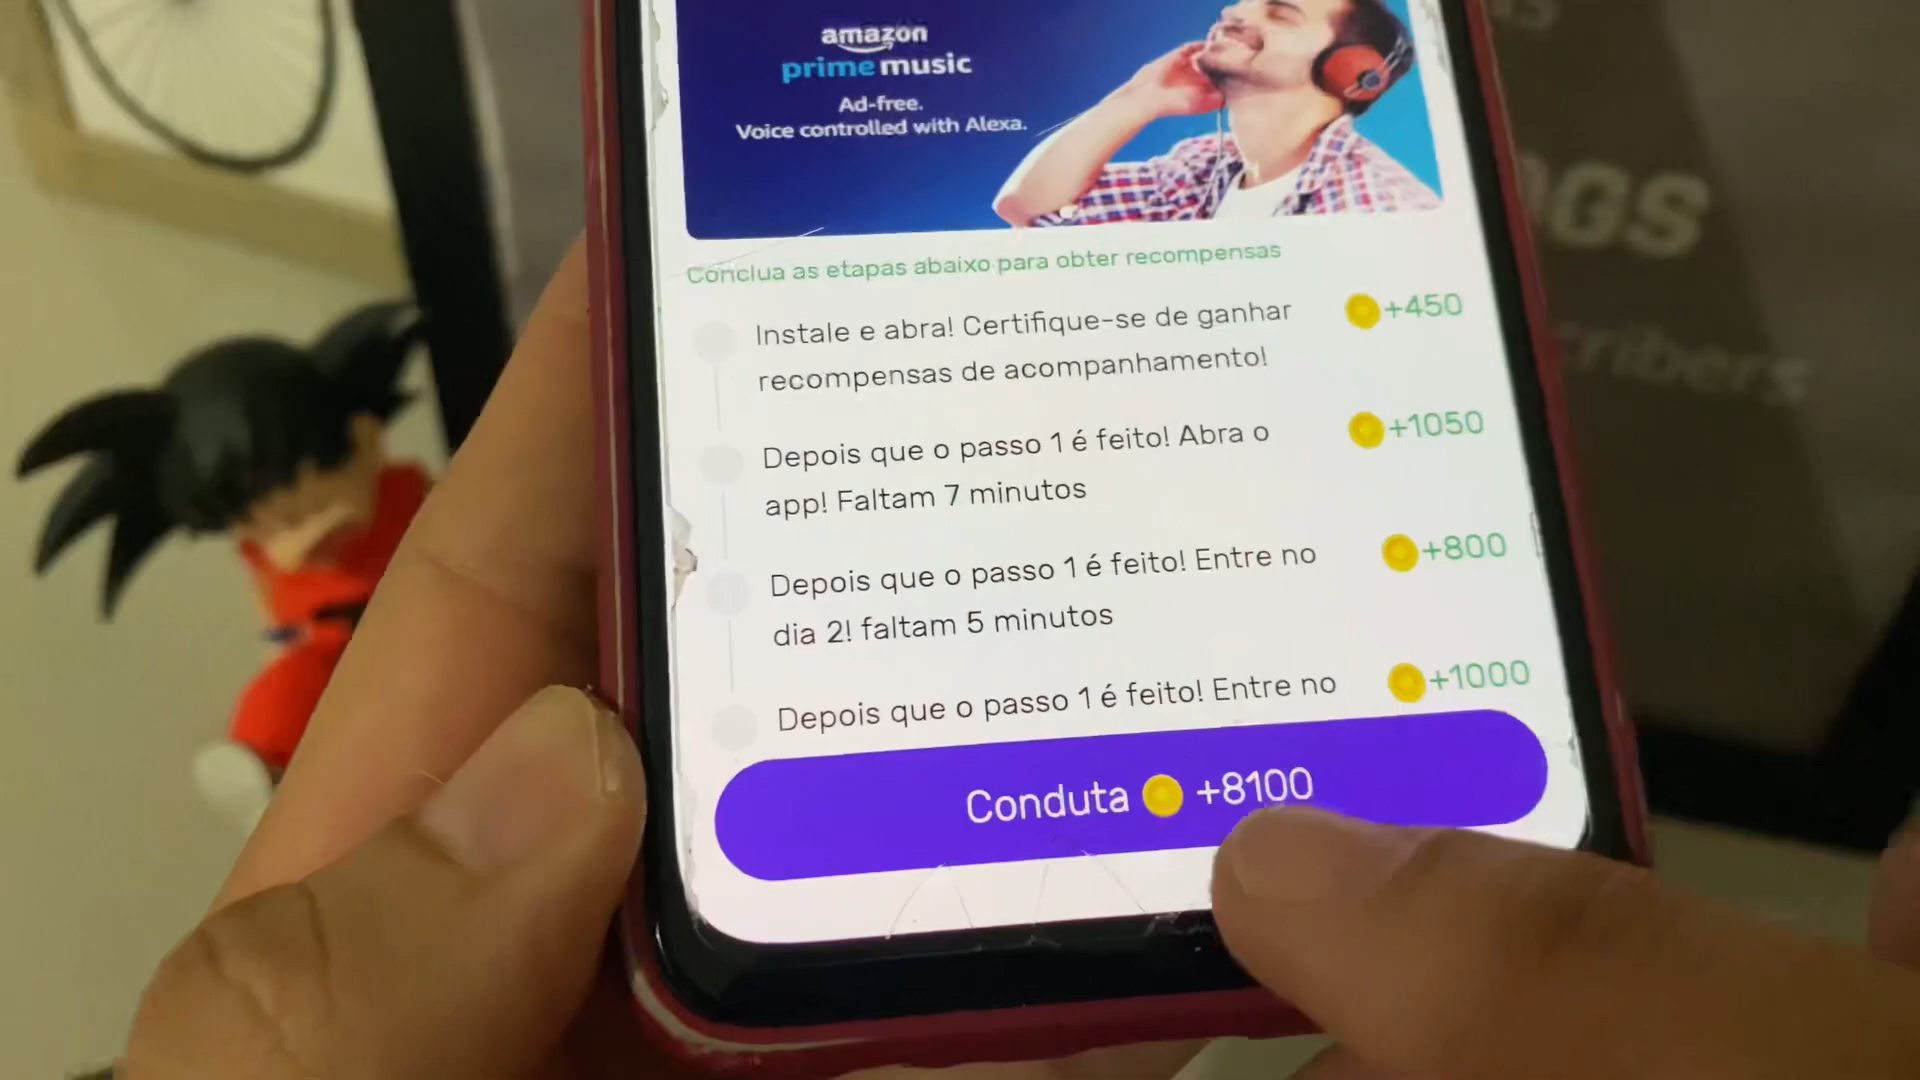 amazon
prime music
Ad-free.
Voice controlled with Alexa.
Conclua as etapas abaixo para obter recompensas
Instale e abra! Certifique-se de ganhar +450
recompensas de acompanhamento!
Depois que o passo 1 é feito! Abra o +1050
app! Faltam 7 minutos
Depois que o passo 1 é feito! Entre no +800
dia 2! faltam 5 minutos
Depois que o passo 1 é feito! Entre no +1000
Conduta +8100